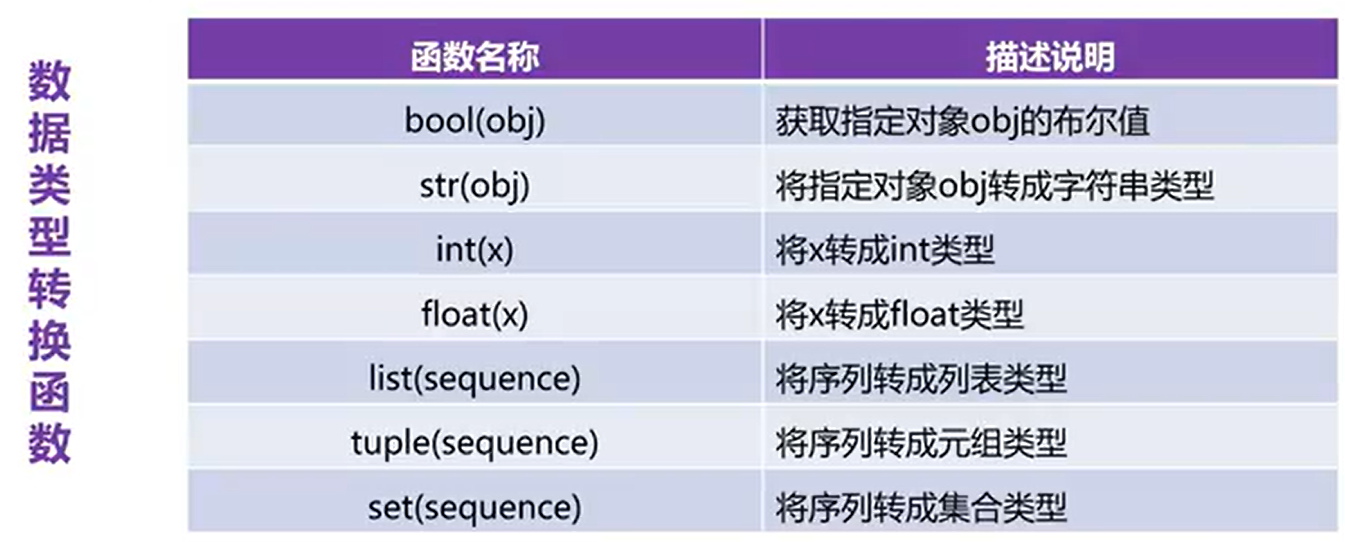 数据类型转换函数
函数名称 描述说明
bool(obj) 获取指定对象obj的布尔值
str(obj) 将指定对象obj转成字符串类型
int(x) 将x转成int类型
float(x) 将x转成float类型
list(sequence) 将序列转成列表类型
tuple(sequence) 将序列转成元组类型
set(sequence) 将序列转成集合类型